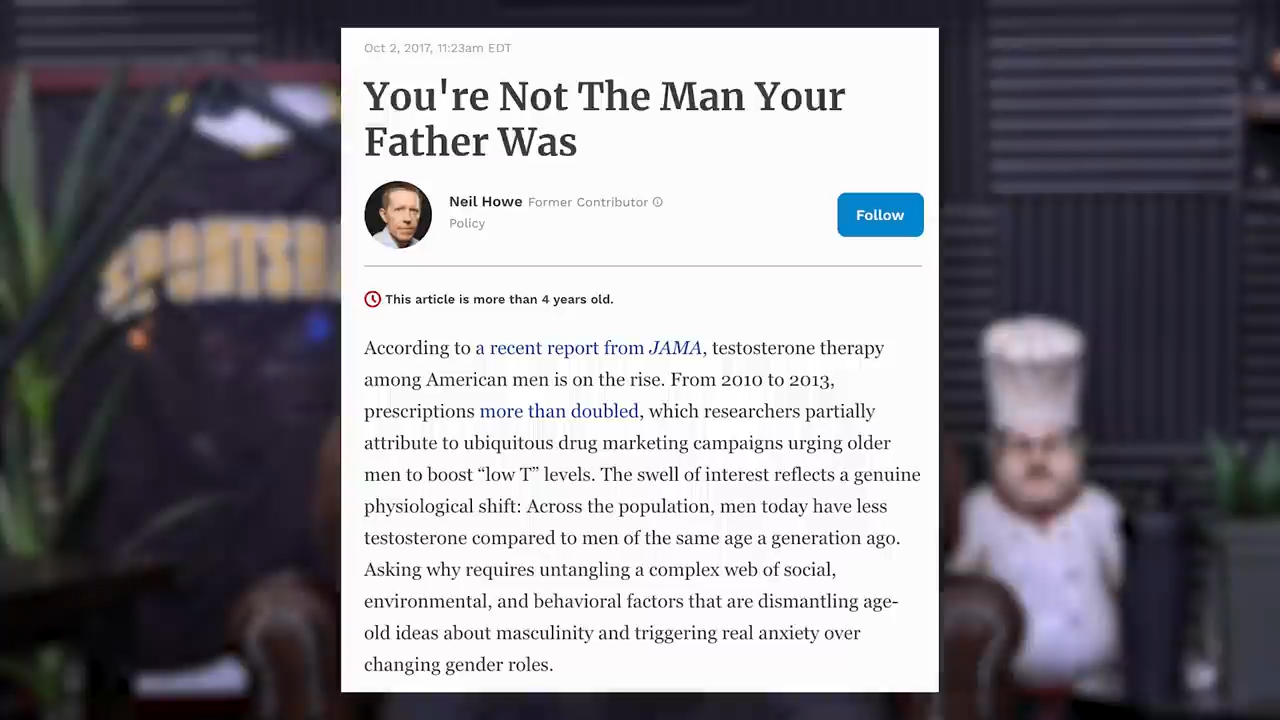 Oct 2, 2017, 11:23am EDT
You're Not The Man Your
Father Was
Neil Howe Former Contributor
Policy
Follow
This article is more than 4 years old.
According to a recent report from JAMA, testosterone therapy
among American men is on the rise. From 2010 to 2013,
prescriptions more than doubled, which researchers partially
attribute to ubiquitous drug marketing campaigns urging older
men to boost “low T” levels. The swell of interest reflects a genuine
physiological shift: Across the population, men today have less
testosterone compared to men of the same age a generation ago.
Asking why requires untangling a complex web of social,
environmental, and behavioral factors that are dismantling age-
old ideas about masculinity and triggering real anxiety over
changing gender roles.